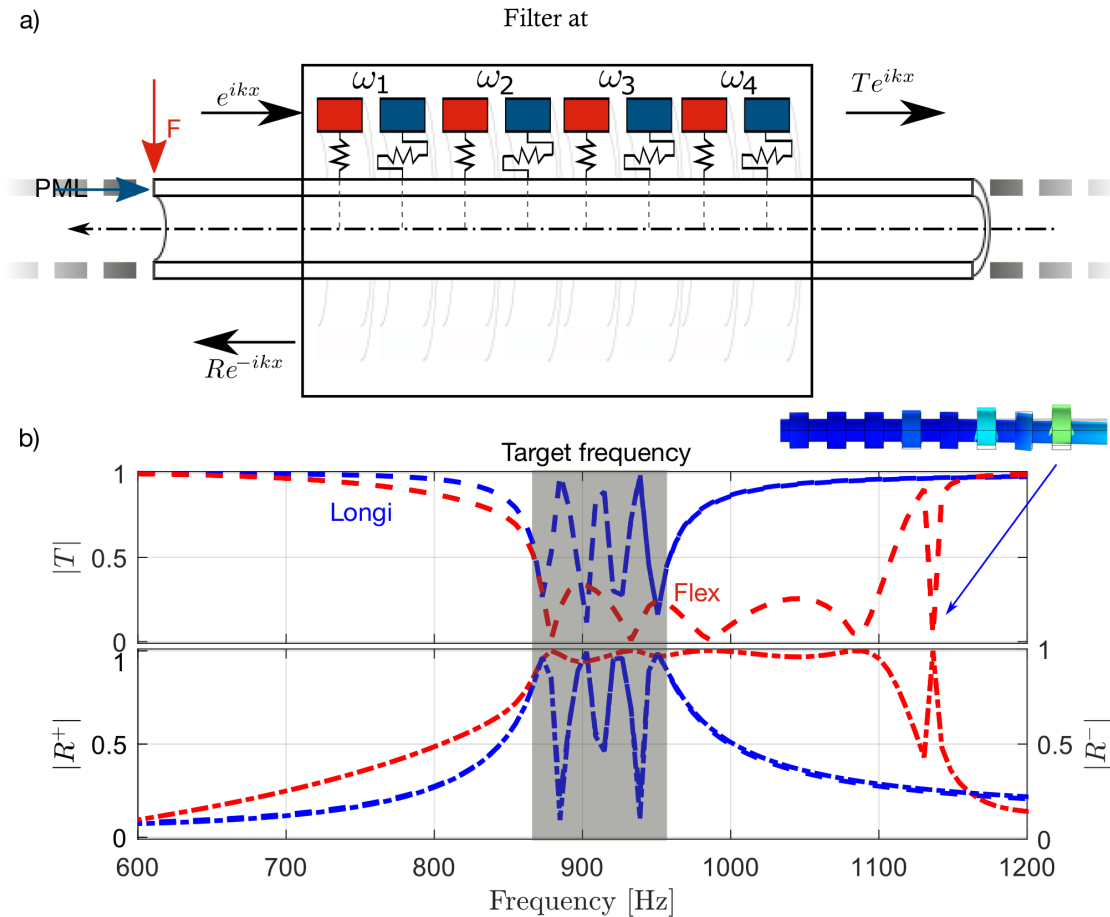 a)
Filter at
ω1 ω2 ω3 ω4
e^{ikx}
Te^{ikx}
F
PML
Re^{-ikx}
b)
Target frequency
1
Longi
|T|
0.5
Flex
0
1
1
|R^+|
0.5
0.5
|R^-|
0
0
600 700 800 900 1000 1100 1200
Frequency [Hz]